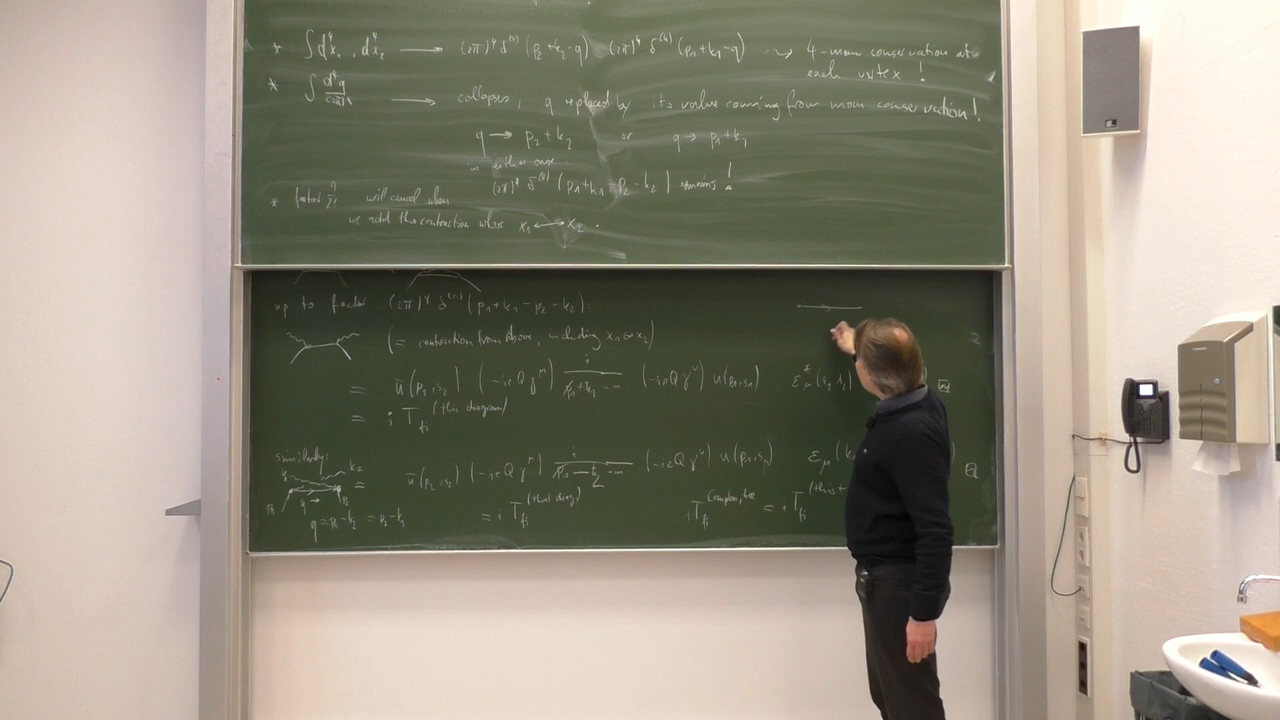 * ∫ d⁴x₁, d⁴x₂ ⟶ (2π)⁴ δ⁽⁴⁾(p₂+k₂-q) (2π)⁴ δ⁽⁴⁾(p₁+k₁-q) ⇝ 4-mom conservation at
each vertex !
* ∫ d⁴q/(2π)⁴ ⟶ collapses, q replaced by its value coming from mom conservation!
q ⟶ p₂+k₂ or q → p₁+k₁
in either case
(2π)⁴ δ⁽⁴⁾(p₁+k₁-p₂-k₂) remains !
* factor 1/2! will cancel when
we add the contraction where x₁ ⟷ x₂ .
up to factor (2π)⁴ δ⁽⁴⁾(p₁+k₁-p₂-k₂):
(= contraction from above, including x₁↔x₂)
= ū(p₂,s₂) (-ieQγ^μ) i/(p̸₁+k̸₁-m) (-ieQγ^ν) u(p₁,s₁) ε*_μ(k₂,λ₂)
= i T_fi^(this diagram)
similarly:
= ū(p₂,s₂) (-ieQγ^μ) i/(p̸₁-k̸₂-m) (-ieQγ^ν) u(p₁,s₁) ε_μ(k₁
q = p₁-k₂ = p₂-k₁ = i T_fi^(third diag) i T_fi^Compton, tree = i T_fi^(this +